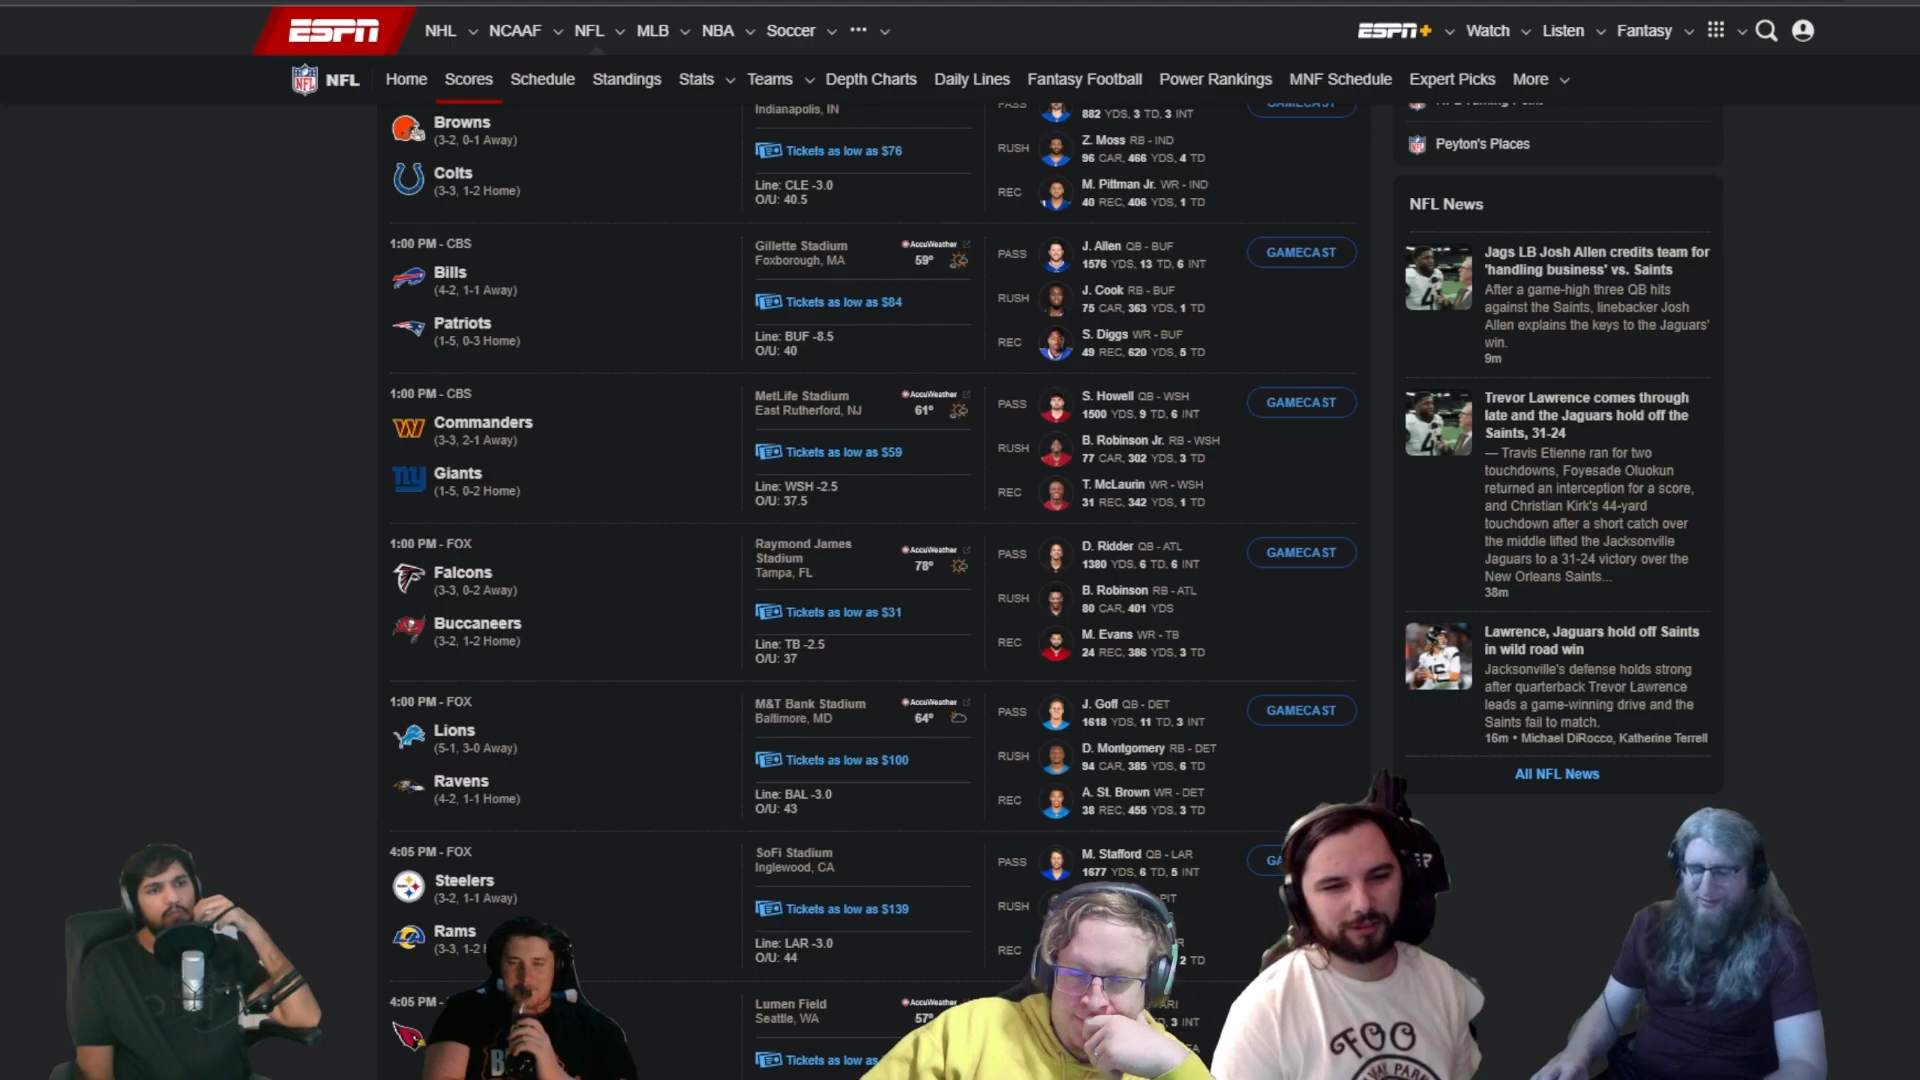 ESPN NHL NCAAF NFL MLB NBA Soccer ••• ESPN+ Watch Listen Fantasy
NFL NFL Home Scores Schedule Standings Stats Teams Depth Charts Daily Lines Fantasy Football Power Rankings MNF Schedule Expert Picks More
Browns
(3-2, 0-1 Away)
Colts
(3-3, 1-2 Home)
Indianapolis, IN
Tickets as low as $76
Line: CLE -3.0
O/U: 40.5
PASS
882 YDS, 3 TD, 3 INT
RUSH
Z. Moss RB - IND
96 CAR, 466 YDS, 4 TD
REC
M. Pittman Jr. WR - IND
40 REC, 406 YDS, 1 TD
GAMECAST
1:00 PM - CBS
Bills
(4-2, 1-1 Away)
Patriots
(1-5, 0-3 Home)
Gillette Stadium
Foxborough, MA
AccuWeather
59°
Tickets as low as $84
Line: BUF -8.5
O/U: 40
PASS
J. Allen QB - BUF
1576 YDS, 13 TD, 6 INT
RUSH
J. Cook RB - BUF
75 CAR, 363 YDS, 1 TD
REC
S. Diggs WR - BUF
49 REC, 620 YDS, 5 TD
GAMECAST
1:00 PM - CBS
Commanders
(3-3, 2-1 Away)
Giants
(1-5, 0-2 Home)
MetLife Stadium
East Rutherford, NJ
AccuWeather
61°
Tickets as low as $59
Line: WSH -2.5
O/U: 37.5
PASS
S. Howell QB - WSH
1500 YDS, 9 TD, 6 INT
RUSH
B. Robinson Jr. RB - WSH
77 CAR, 302 YDS, 3 TD
REC
T. McLaurin WR - WSH
31 REC, 342 YDS, 1 TD
GAMECAST
1:00 PM - FOX
Falcons
(3-3, 0-2 Away)
Buccaneers
(3-2, 1-2 Home)
Raymond James
Stadium
Tampa, FL
AccuWeather
78°
Tickets as low as $31
Line: TB -2.5
O/U: 37
PASS
D. Ridder QB - ATL
1380 YDS, 6 TD, 6 INT
RUSH
B. Robinson RB - ATL
80 CAR, 401 YDS
REC
M. Evans WR - TB
24 REC, 386 YDS, 3 TD
GAMECAST
1:00 PM - FOX
Lions
(5-1, 3-0 Away)
Ravens
(4-2, 1-1 Home)
M&T Bank Stadium
Baltimore, MD
AccuWeather
64°
Tickets as low as $100
Line: BAL -3.0
O/U: 43
PASS
J. Goff QB - DET
1618 YDS, 11 TD, 3 INT
RUSH
D. Montgomery RB - DET
94 CAR, 385 YDS, 6 TD
REC
A. St. Brown WR - DET
38 REC, 455 YDS, 3 TD
GAMECAST
4:05 PM - FOX
Steelers
(3-2, 1-1 Away)
Rams
(3-3, 1-2 H
SoFi Stadium
Inglewood, CA
Tickets as low as $139
Line: LAR -3.0
O/U: 44
PASS
M. Stafford QB - LAR
1677 YDS, 6 TD, 5 INT
RUSH
PIT
REC
2 TD
GA
4:05 PM -
Lumen Field
Seattle, WA
AccuWeather
57°
Tickets as low as
ARI
3 INT
Peyton's Places
NFL News
Jags LB Josh Allen credits team for
'handling business' vs. Saints
After a game-high three QB hits
against the Saints, linebacker Josh
Allen explains the keys to the Jaguars'
win.
9m
Trevor Lawrence comes through
late and the Jaguars hold off the
Saints, 31-24
— Travis Etienne ran for two
touchdowns, Foyesade Oluokun
returned an interception for a score,
and Christian Kirk's 44-yard
touchdown after a short catch over
the middle lifted the Jacksonville
Jaguars to a 31-24 victory over the
New Orleans Saints...
38m
Lawrence, Jaguars hold off Saints
in wild road win
Jacksonville's defense holds strong
after quarterback Trevor Lawrence
leads a game-winning drive and the
Saints fail to match.
16m • Michael DiRocco, Katherine Terrell
All NFL News
FOO